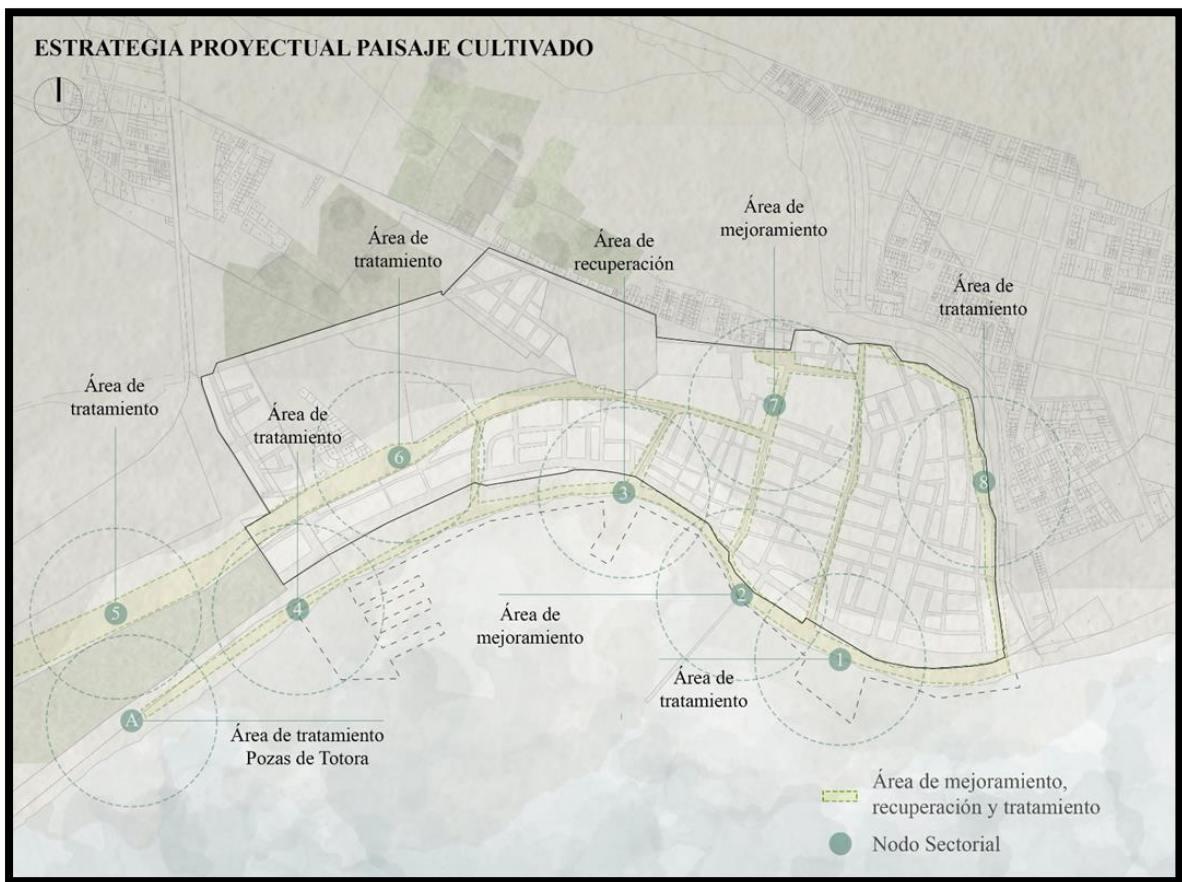 ESTRATEGIA PROYECTUAL PAISAJE CULTIVADO
Área de
mejoramiento
Área de
tratamiento
Área de
recuperación
Área de
tratamiento
Área de
tratamiento
Área de
tratamiento
7
6
8
3
5
4
2
Área de
mejoramiento
1
Área de
tratamiento
A
Área de tratamiento
Pozas de Totora
Área de mejoramiento,
recuperación y tratamiento
Nodo Sectorial